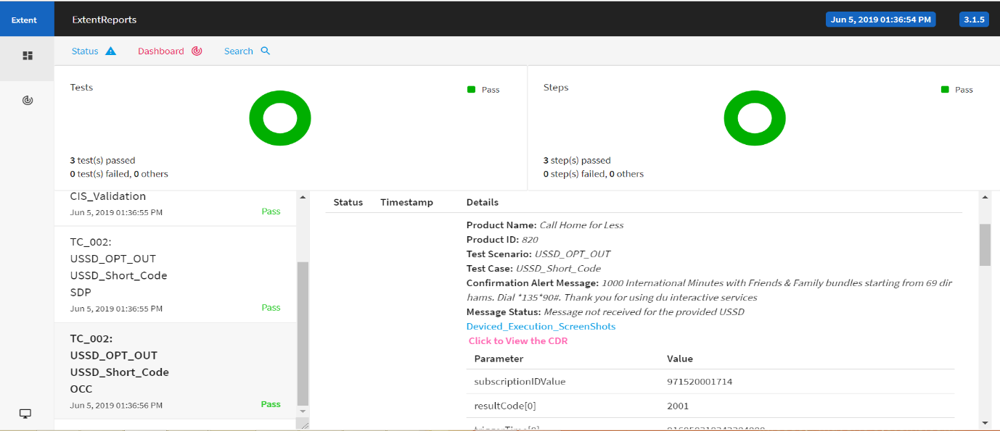 Extent
ExtentReports
Jun 5, 2019 01:36:54 PM
3.1.5
Status
Dashboard
Search
Tests
Pass
3 test(s) passed
0 test(s) failed, 0 others
Steps
Pass
3 step(s) passed
0 step(s) failed, 0 others
CIS_Validation
Jun 5, 2019 01:36:55 PM
Pass
TC_002:
USSD_OPT_OUT
USSD_Short_Code
SDP
Jun 5, 2019 01:36:55 PM
Pass
TC_002:
USSD_OPT_OUT
USSD_Short_Code
OCC
Jun 5, 2019 01:36:56 PM
Pass
Status Timestamp Details
Product Name: Call Home for Less
Product ID: 820
Test Scenario: USSD_OPT_OUT
Test Case: USSD_Short_Code
Confirmation Alert Message: 1000 International Minutes with Friends & Family bundles starting from 69 dir
hams. Dial *135*90#. Thank you for using du interactive services
Message Status: Message not received for the provided USSD
Deviced_Execution_ScreenShots
Click to View the CDR
Parameter Value
subscriptionIDValue 971520001714
resultCode[0] 2001
triggerTime[0]